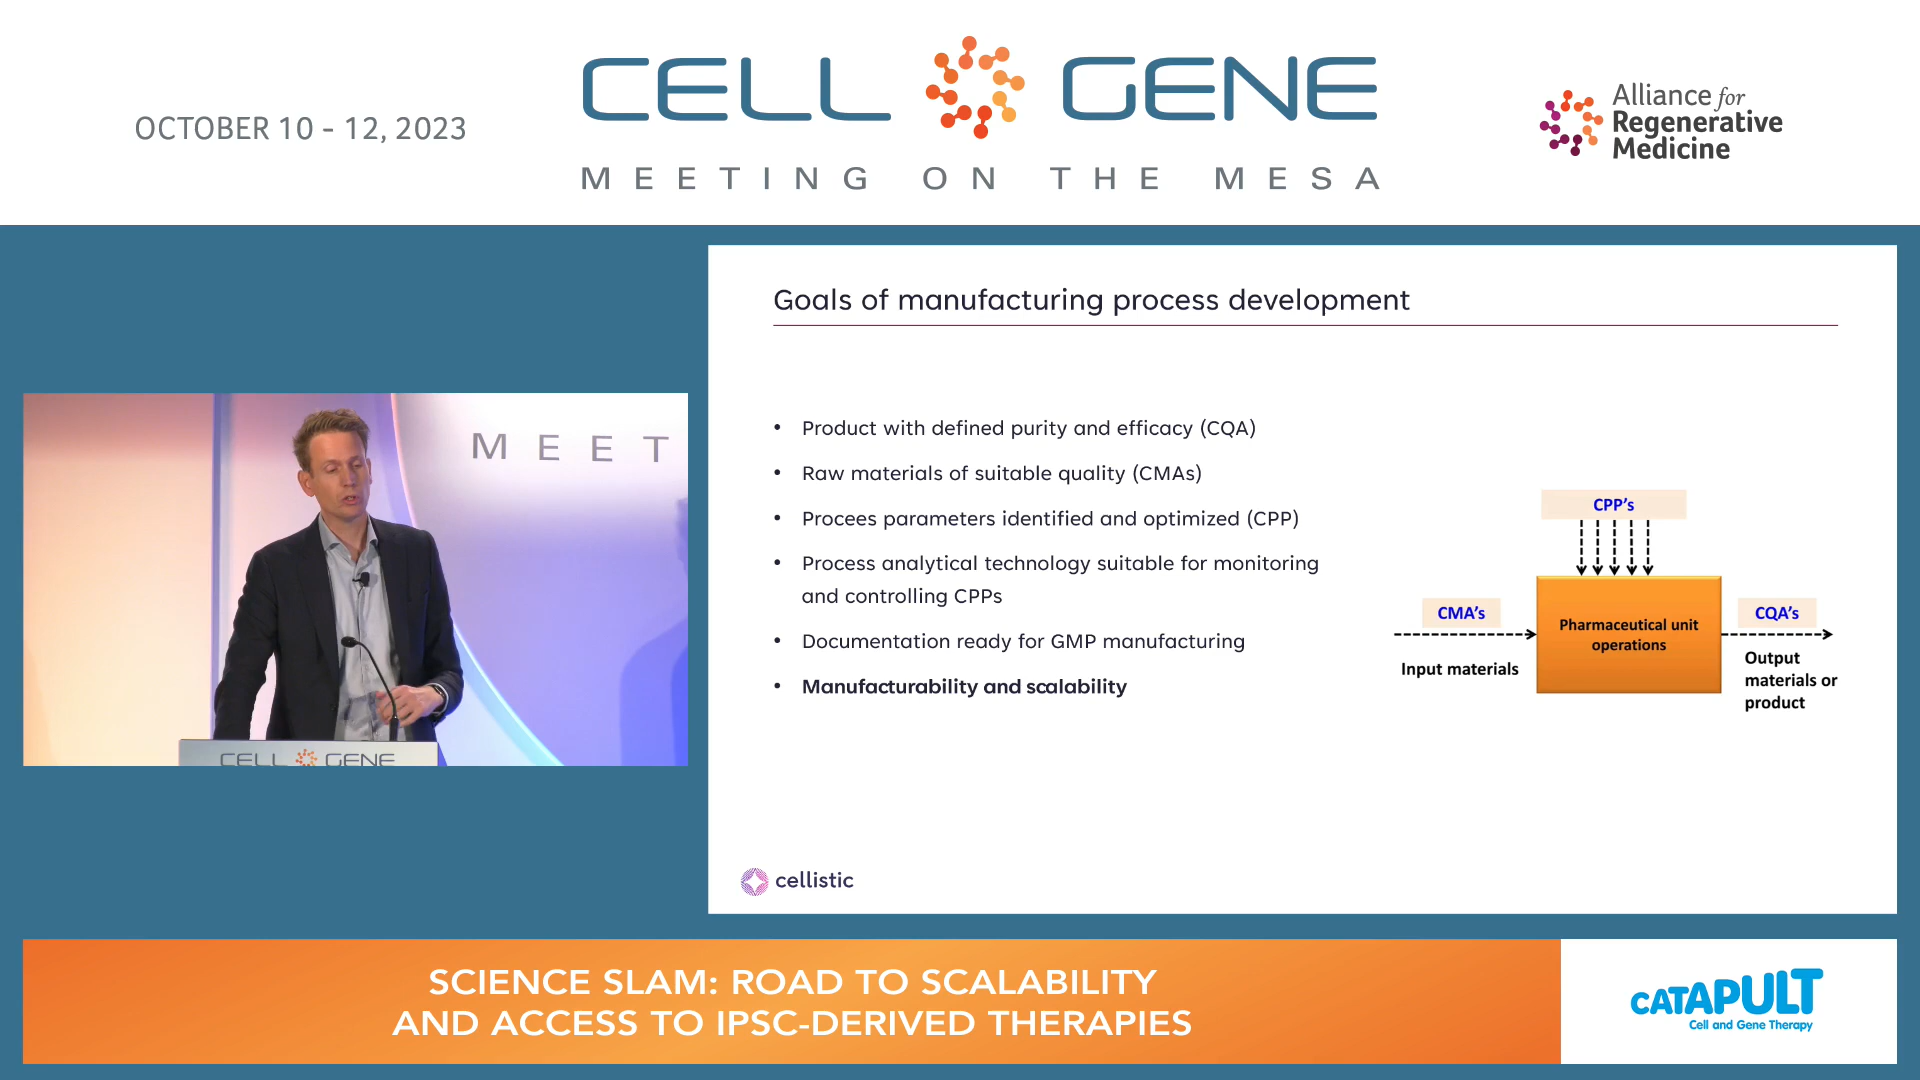 OCTOBER 10 - 12, 2023
CELL GENE
MEETING ON THE MESA
Alliance for
Regenerative
Medicine
MEET
CELL GENE
Goals of manufacturing process development
• Product with defined purity and efficacy (CQA)
• Raw materials of suitable quality (CMAs)
• Procees parameters identified and optimized (CPP)
• Process analytical technology suitable for monitoring
and controlling CPPs
• Documentation ready for GMP manufacturing
• Manufacturability and scalability
CPP's
CMA's
Input materials
Pharmaceutical unit
operations
CQA's
Output
materials or
product
cellistic
SCIENCE SLAM: ROAD TO SCALABILITY
AND ACCESS TO IPSC-DERIVED THERAPIES
CATAPULT
Cell and Gene Therapy